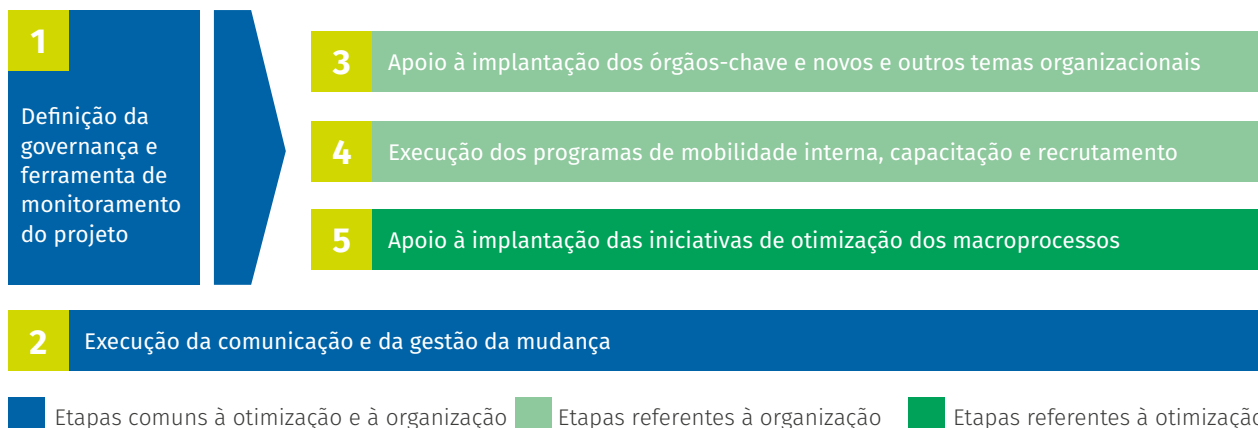 1
Definição da
governança e
ferramenta de
monitoramento
do projeto
3
Apoio à implantação dos órgãos-chave e novos e outros temas organizacionais
4
Execução dos programas de mobilidade interna, capacitação e recrutamento
5
Apoio à implantação das iniciativas de otimização dos macroprocessos
2
Execução da comunicação e da gestão da mudança
Etapas comuns à otimização e à organização
Etapas referentes à organização
Etapas referentes à otimização